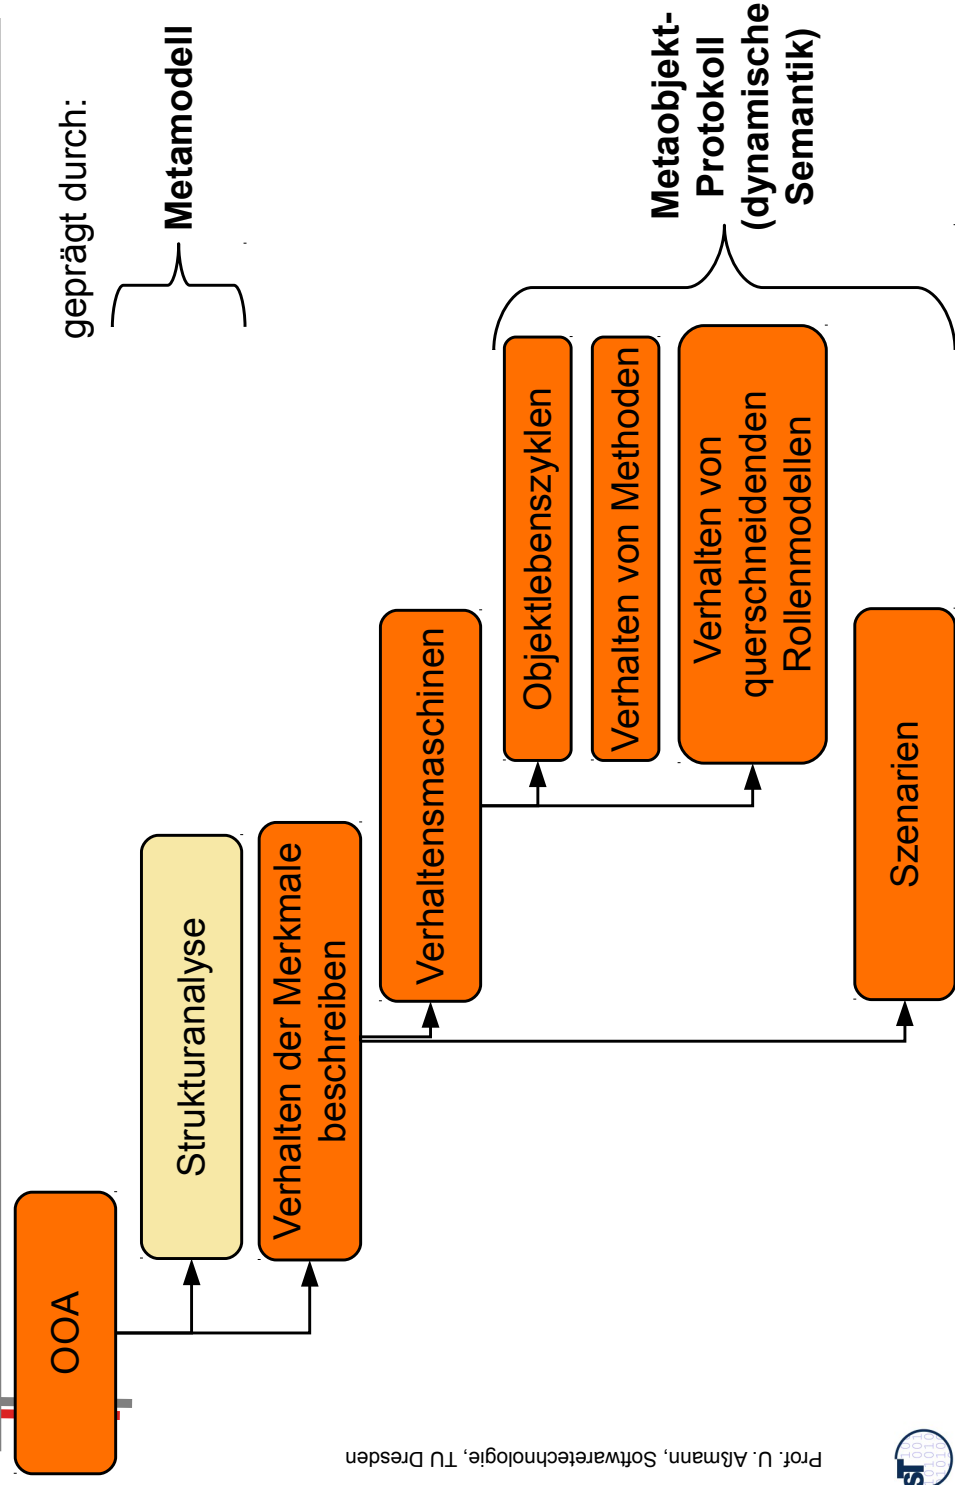 geprägt durch:
OOA
Strukturanalyse
Metamodell
Verhalten der Merkmale
beschreiben
Verhaltensmaschinen
Objektlebenszyklen
Verhalten von Methoden
Verhalten von
querschneidenden
Rollenmodellen
Metaobjekt-
Protokoll
(dynamische
Semantik)
Szenarien
Prof. U. Aßmann, Softwaretechnologie, TU Dresden
ST